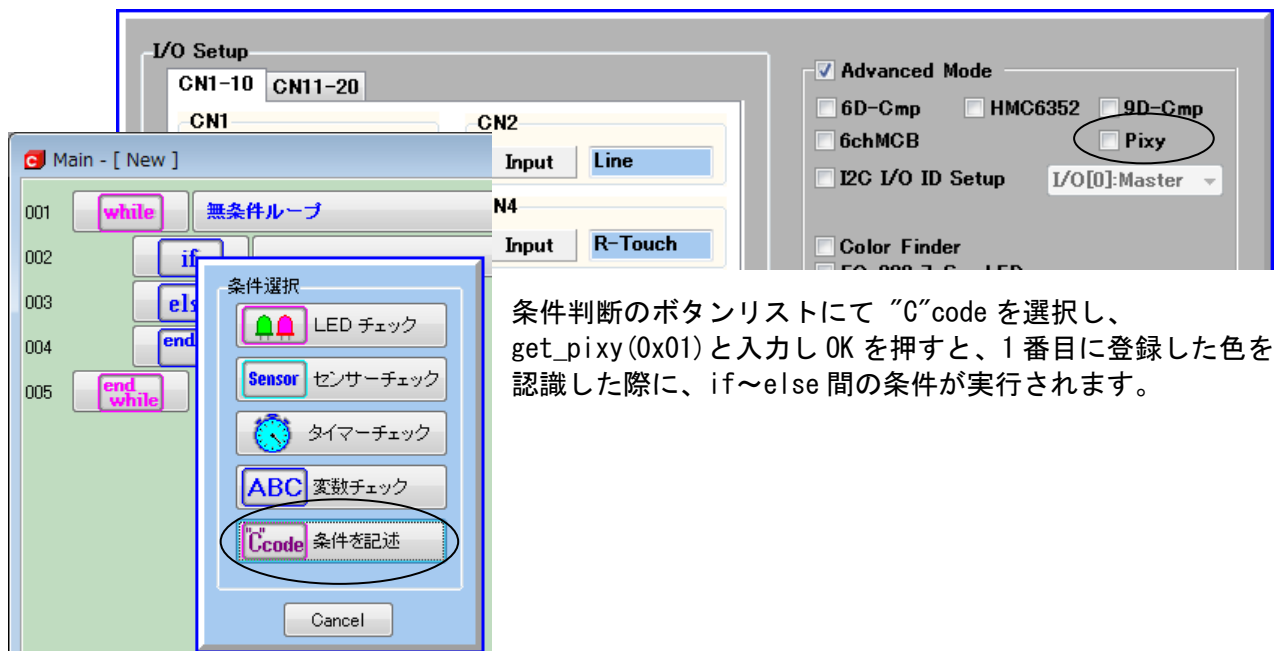 I/O Setup
CN1-10 CN11-20
CN1
CN2
Input Line
N4
Input R-Touch
Advanced Mode
6D-Cmp HMC6352 9D-Cmp
6chMCB Pixy
I2C I/O ID Setup I/O[0]:Master
Color Finder
Main - [ New ]
001 while 無条件ループ
002 if
003
004 end
005 end while
条件選択
LED チェック
Sensor センサーチェック
タイマーチェック
ABC 変数チェック
"C"code 条件を記述
Cancel
条件判断のボタンリストにて "C"code を選択し、
get_pixy(0x01)と入力し OK を押すと、1 番目に登録した色を
認識した際に、if～else 間の条件が実行されます。